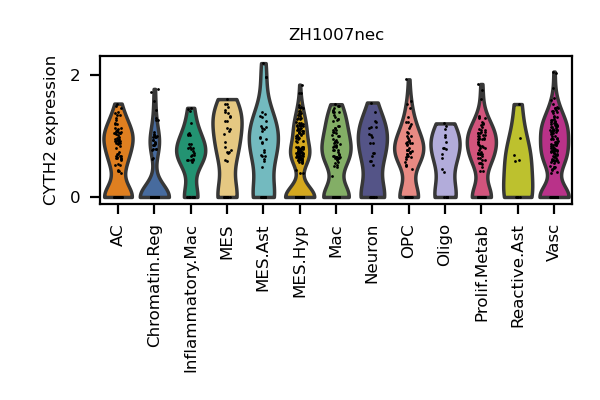 ZH1007nec
CYTH2 expression
2
0
AC
Chromatin.Reg
Inflammatory.Mac
MES
MES.Ast
MES.Hyp
Mac
Neuron
OPC
Oligo
Prolif.Metab
Reactive.Ast
Vasc